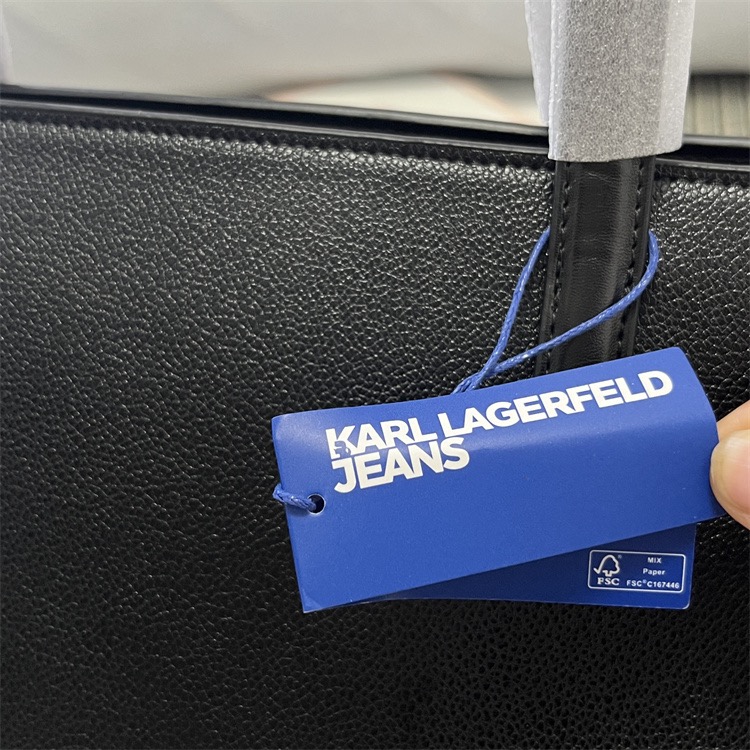 KARL LAGERFELD
JEANS
FSC
MIX
Paper
FSC® C167446